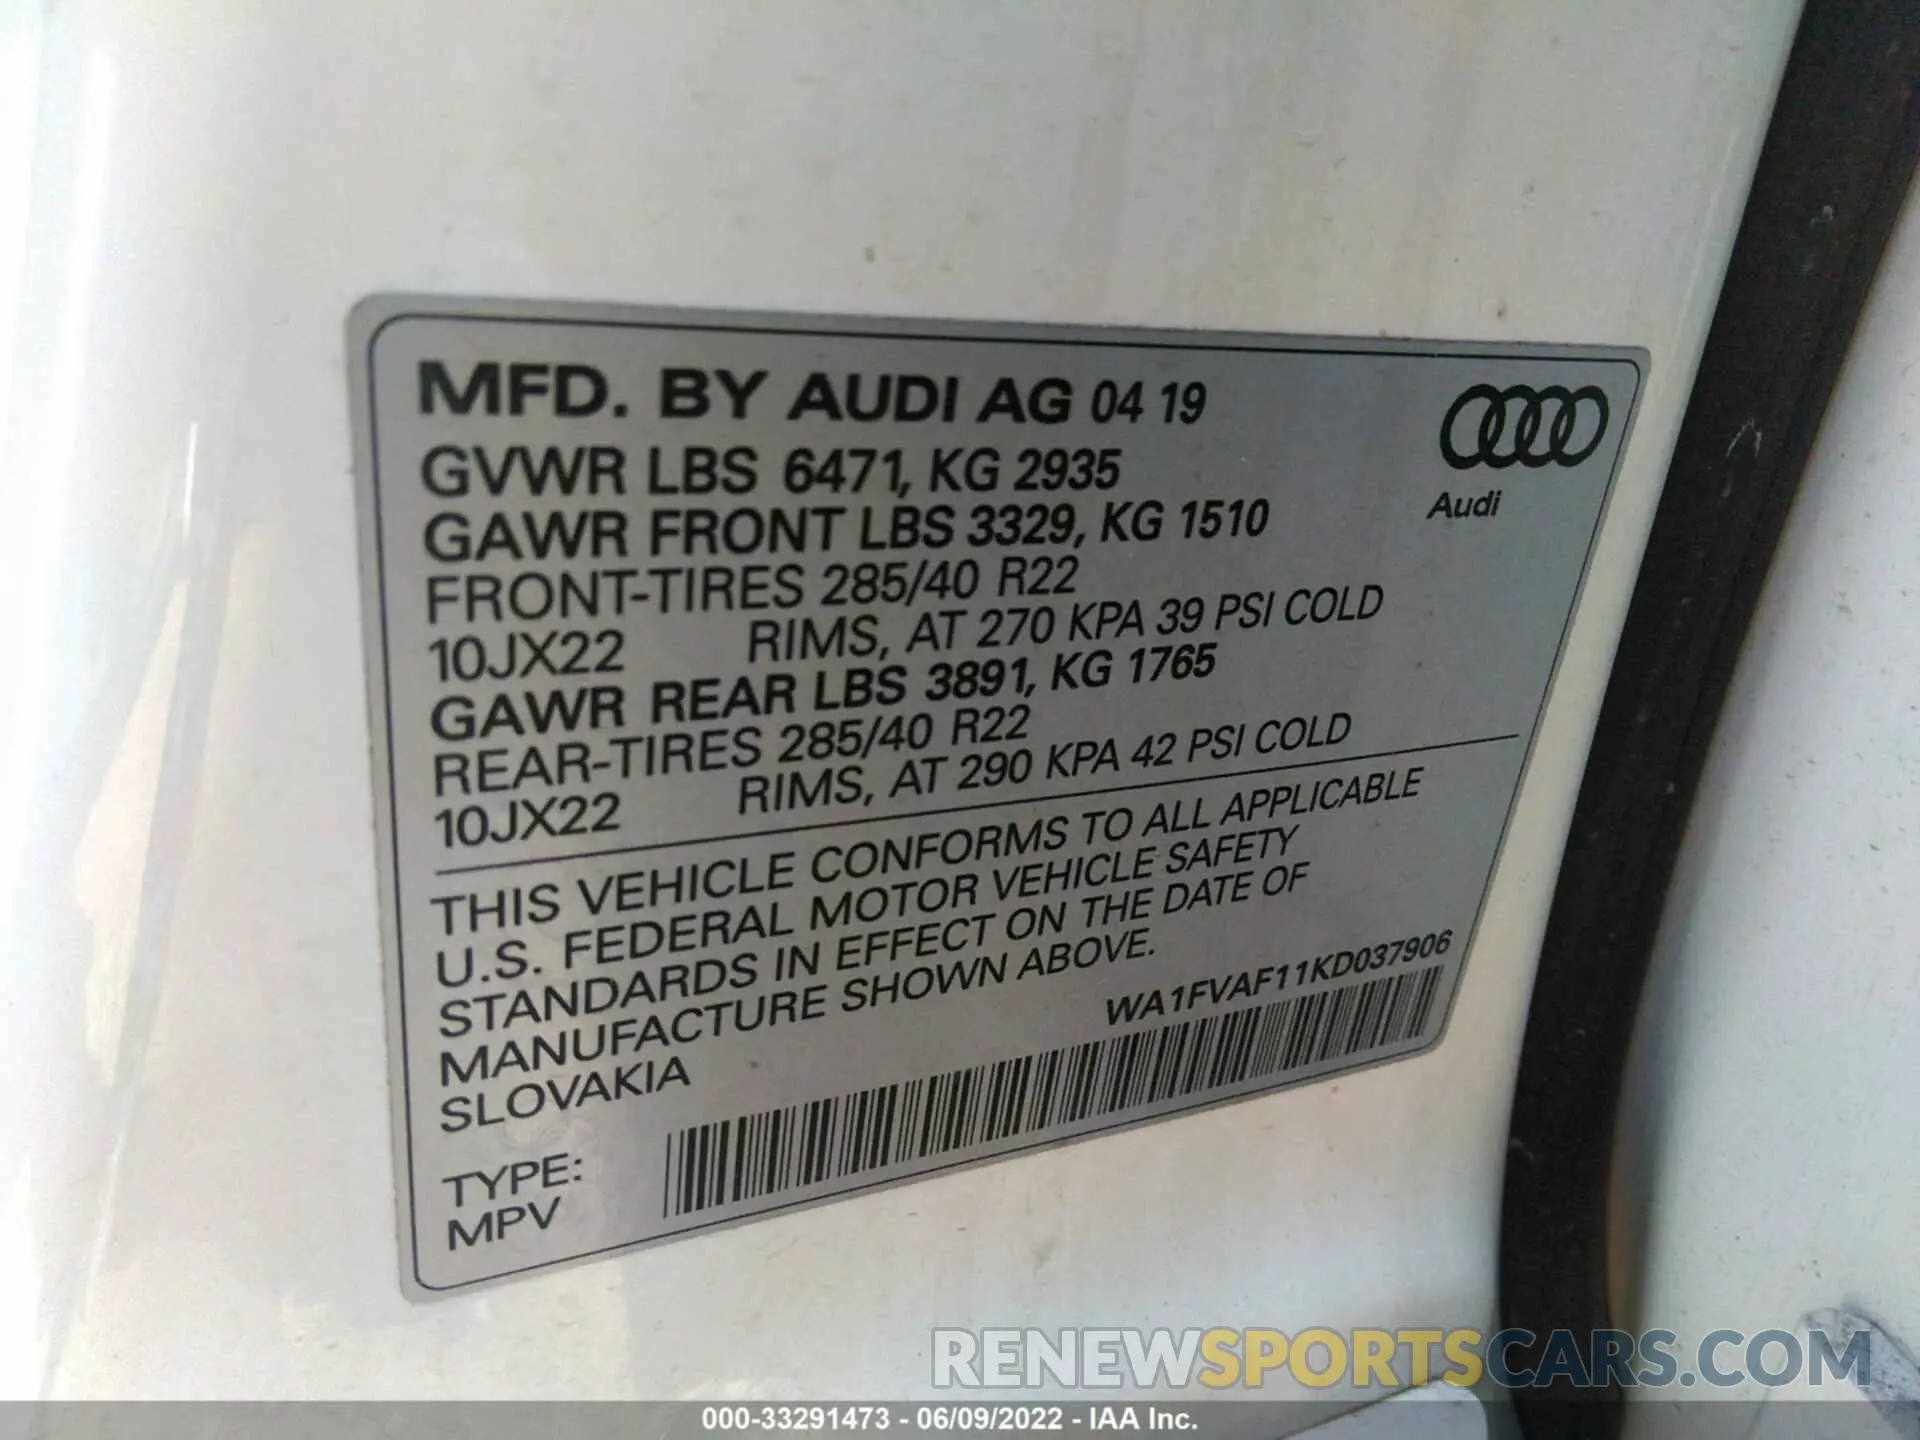 MFD. BY AUDI AG 04 19
GVWR LBS 6471, KG 2935
GAWR FRONT LBS 3329, KG 1510
FRONT-TIRES 285/40 R22
10JX22 RIMS, AT 270 KPA 39 PSI COLD
GAWR REAR LBS 3891, KG 1765
REAR-TIRES 285/40 R22
10JX22 RIMS, AT 290 KPA 42 PSI COLD
Audi
THIS VEHICLE CONFORMS TO ALL APPLICABLE
U.S. FEDERAL MOTOR VEHICLE SAFETY
STANDARDS IN EFFECT ON THE DATE OF
MANUFACTURE SHOWN ABOVE.
SLOVAKIA
WA1FVAF11KD037906
TYPE:
MPV
RENEWSPORTSCARS.COM
000-33291473 - 06/09/2022 - IAA Inc.